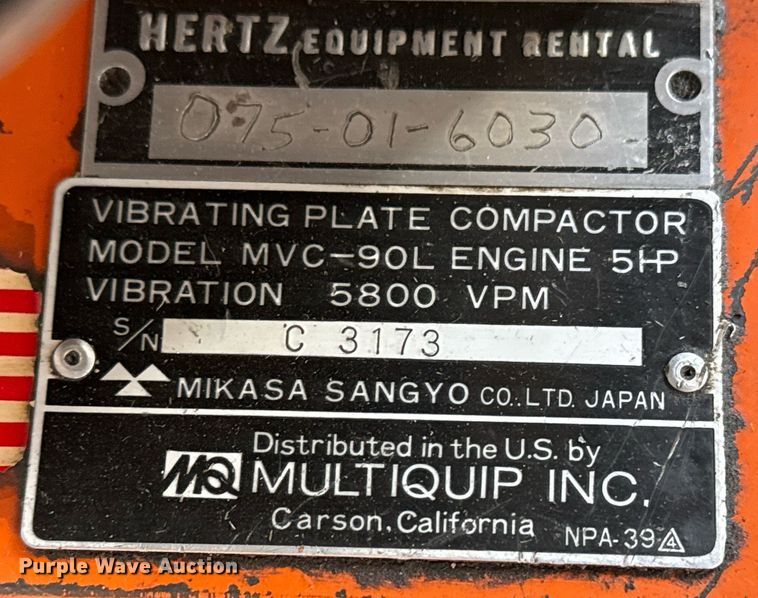 HERTZ EQUIPMENT RENTAL
075-01-6030
VIBRATING PLATE COMPACTOR
MODEL MVC-90L ENGINE 5HP
VIBRATION 5800 VPM
S/N C 3173
MIKASA SANGYO CO.,LTD. JAPAN
Distributed in the U.S. by
MQ MULTIQUIP INC.
Carson, California NPA-39 4
Purple Wave Auction